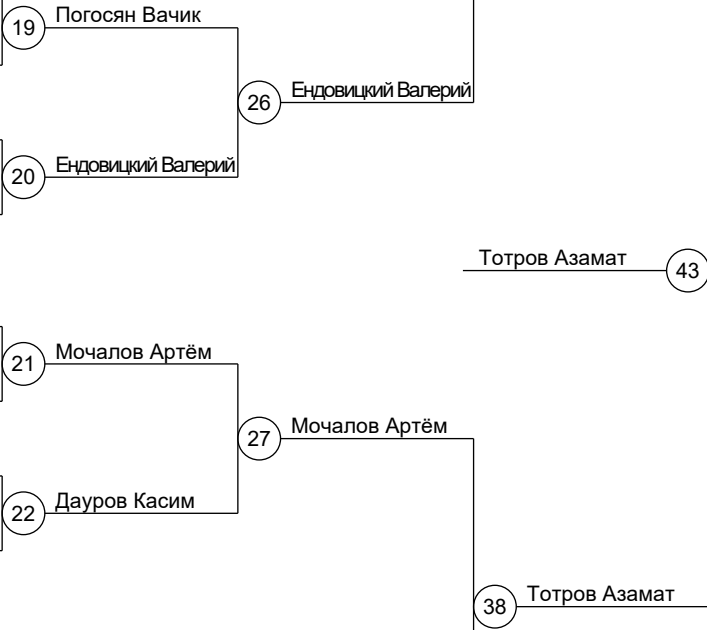 19 Погосян Вачик
26 Ендовицкий Валерий
20 Ендовицкий Валерий
Тотров Азамат 43
21 Мочалов Артём
27 Мочалов Артём
22 Дауров Касим
38 Тотров Азамат